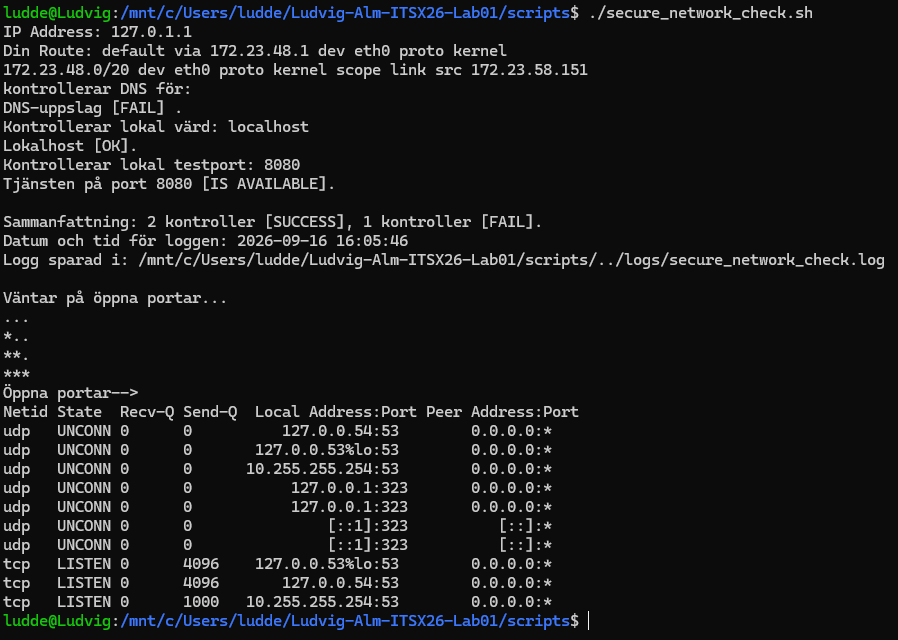 ludde@Ludvig:/mnt/c/Users/ludde/Ludvig-Alm-ITSX26-Lab01/scripts$ ./secure_network_check.sh
IP Address: 127.0.1.1
Din Route: default via 172.23.48.1 dev eth0 proto kernel
172.23.48.0/20 dev eth0 proto kernel scope link src 172.23.58.151
kontrollerar DNS för:
DNS-uppslag [FAIL] .
Kontrollerar lokal värd: localhost
Lokalhost [OK].
Kontrollerar lokal testport: 8080
Tjänsten på port 8080 [IS AVAILABLE].

Sammanfattning: 2 kontroller [SUCCESS], 1 kontroller [FAIL].
Datum och tid för loggen: 2026-09-16 16:05:46
Logg sparad i: /mnt/c/Users/ludde/Ludvig-Alm-ITSX26-Lab01/scripts/../logs/secure_network_check.log

Väntar på öppna portar...
...
*..
**.
***
Öppna portar-->
Netid State  Recv-Q Send-Q  Local Address:Port Peer Address:Port
udp   UNCONN 0      0          127.0.0.54:53        0.0.0.0:*
udp   UNCONN 0      0       127.0.0.53%lo:53        0.0.0.0:*
udp   UNCONN 0      0      10.255.255.254:53        0.0.0.0:*
udp   UNCONN 0      0           127.0.0.1:323       0.0.0.0:*
udp   UNCONN 0      0           127.0.0.1:323       0.0.0.0:*
udp   UNCONN 0      0               [::1]:323          [::]:*
udp   UNCONN 0      0               [::1]:323          [::]:*
tcp   LISTEN 0      4096    127.0.0.53%lo:53        0.0.0.0:*
tcp   LISTEN 0      4096       127.0.0.54:53        0.0.0.0:*
tcp   LISTEN 0      1000   10.255.255.254:53        0.0.0.0:*
ludde@Ludvig:/mnt/c/Users/ludde/Ludvig-Alm-ITSX26-Lab01/scripts$